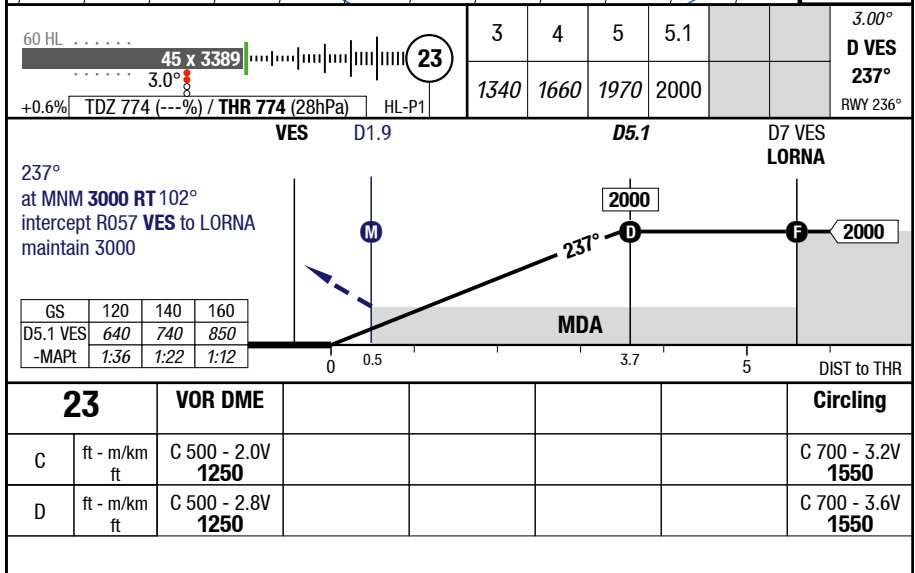 60 HL
45 x 3389
23
3.0°
+0.6%
TDZ 774 (---%) / THR 774 (28hPa)
HL-P1
3 4 5 5.1
1340 1660 1970 2000
3.00°
D VES
237°
RWY 236°
VES D1.9 D5.1 D7 VES
LORNA
237°
at MNM 3000 RT 102°
intercept R057 VES to LORNA
maintain 3000
2000
M 237° D F 2000
MDA
GS 120 140 160
D5.1 VES 640 740 850
-MAPt 1:36 1:22 1:12
0 0.5 3.7 5 DIST to THR
23 VOR DME Circling
C ft - m/km C 500 - 2.0V C 700 - 3.2V
ft 1250 1550
D ft - m/km C 500 - 2.8V C 700 - 3.6V
ft 1250 1550